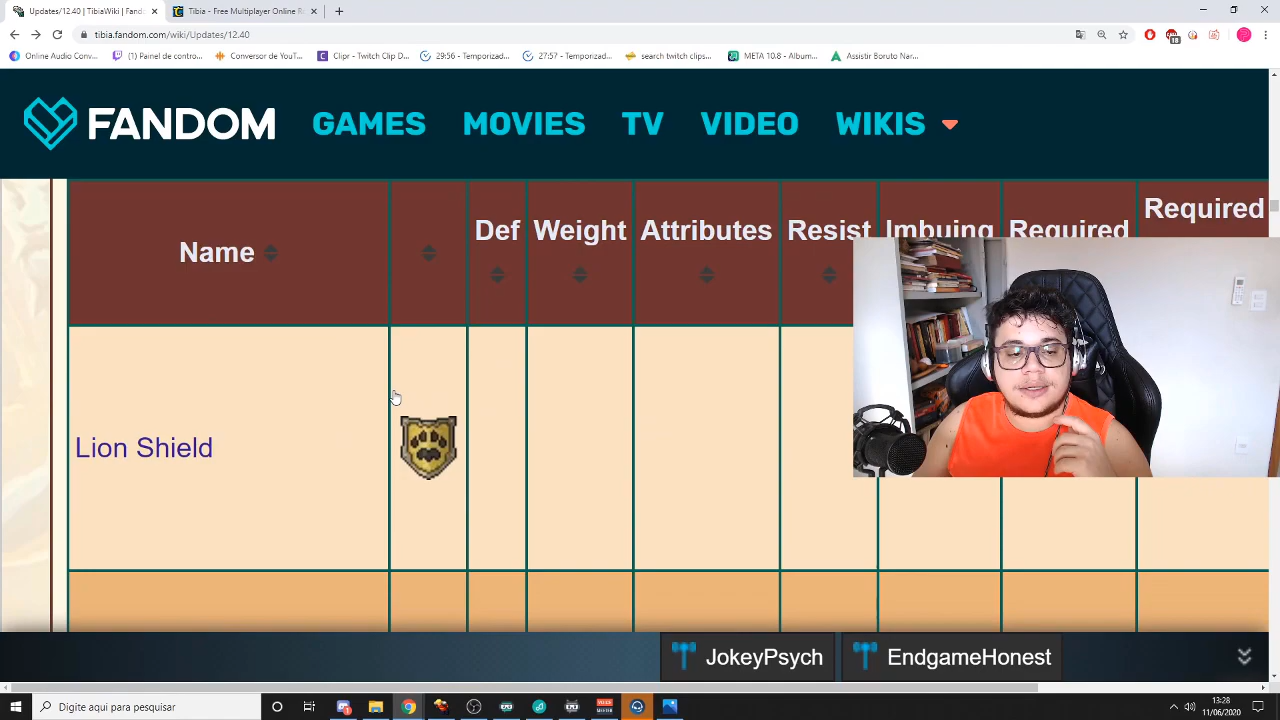 Updates/12.40 | TibiaWiki | Fan
Tibia - Free Multiplayer Online R
tibia.fandom.com/wiki/Updates/12.40
Online Audio Conv...
(1) Painel de contro...
Conversor de YouT...
Clipr - Twitch Clip D...
29:56 - Temporizad...
27:57 - Temporizad...
search twitch clips...
META 10.8 - Album...
Assistir Boruto Nar...
FANDOM
GAMES
MOVIES
TV
VIDEO
WIKIS
Name
Def
Weight
Attributes
Resist
Imbuing
Required
Required
Lion Shield
JokeyPsych
EndgameHonest
Digite aqui para pesquisar
13:28
11/06/2020